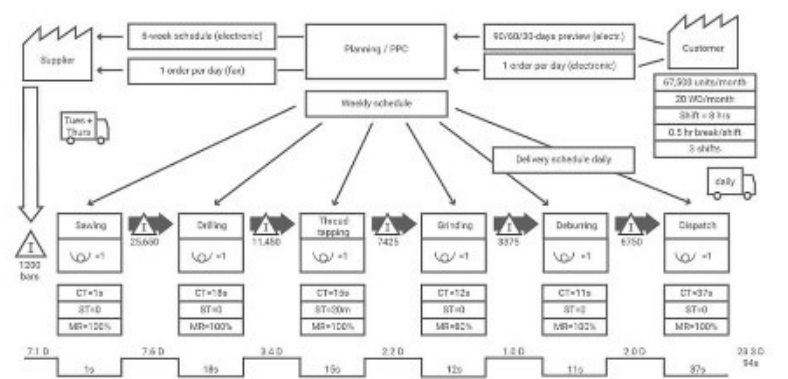 6-week schedule (electronic)
Planning / PPC
90/60/30-days preview (electr.)
Supplier
Customer
1 order per day (fax)
1 order per day (electronic)
67,500 units/month
20 WD/month
Shift = 8 hrs
0.5 hr break/shift
3 shifts
Weekly schedule
Tues +
Thurs
Delivery schedule daily
daily
Sawing
Drilling
Thread
tapping
Grinding
Deburring
Dispatch
I
I
I
I
I
I
25,650
11,450
7425
3375
6750
=1
=1
=1
=1
=1
=1
1200
bars
CT=1s
CT=18s
CT=15s
CT=12s
CT=11s
CT=37s
ST=0
ST=0
ST=20m
ST=0
ST=0
ST=0
MR=100%
MR=100%
MR=100%
MR=80%
MR=100%
MR=100%
7.1 D
7.6 D
3.4 D
2.2 D
1.0 D
2.0 D
23.3 D
94s
1s
18s
15s
12s
11s
37s